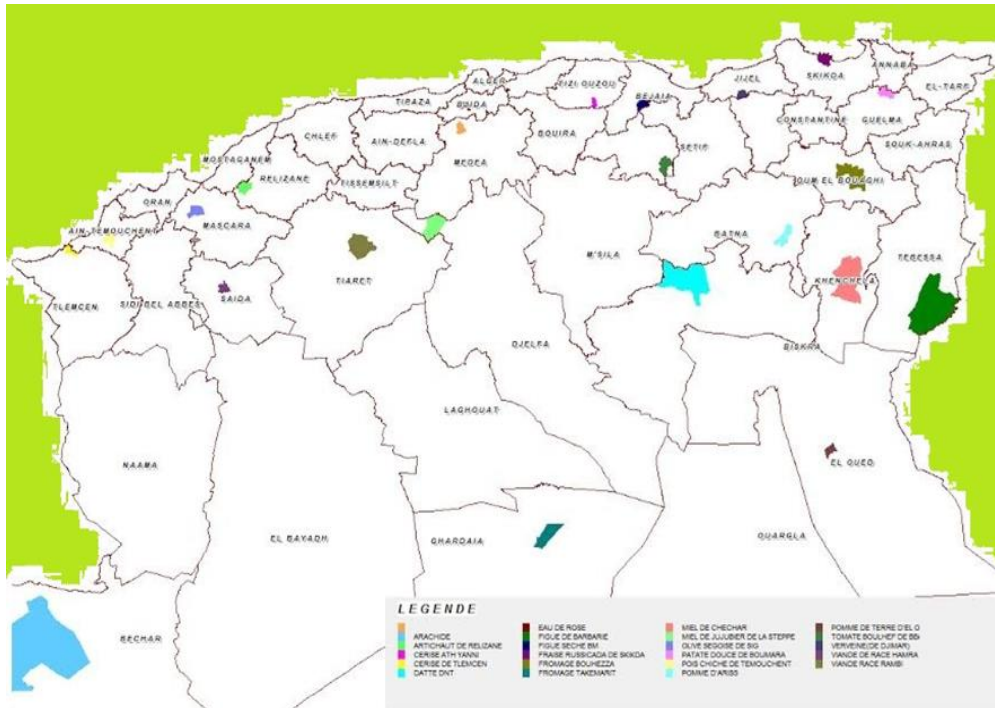 ALGER
TIZI OUZOU
BEJAIA
JIJEL
SKIKDA
ANNABA
EL-TARF
TIPAZA
BLIDA
CONSTANTINE
GUELMA
CHLEF
AIN-DEFLA
BOUIRA
SETIF
SOUK-AHRAS
MOSTAGANEM
MEDEA
RELIZANE
TISSEMSILT
OUM EL BOUAGHI
ORAN
AIN-TEMOUCHENT
MASCARA
BATNA
M'SILA
TEBESSA
TIARET
KHENCHELA
TLEMCEN
SIDI BEL ABBES
SAIDA
DJELFA
BISKRA
LAGHOUAT
NAAMA
EL OUED
EL BAYADH
GHARDAIA
OUARGLA
BECHAR
LEGENDE
ARACHIDE
ARTICHAUT DE RELIZANE
CERISE ATH YANNI
CERISE DE TLEMCEN
DATTE DNT
EAU DE ROSE
FIGUE DE BARBARIE
FIGUE SECHE BM
FRAISE RUSSICADA DE SKIKDA
FROMAGE BOUHEZZA
FROMAGE TAKEMARIT
MIEL DE CHECHAR
MIEL DE JUJUBIER DE LA STEPPE
OLIVE SEGOISE DE SIG
PATATE DOUCE DE BOUMARA
POIS CHICHE DE TEMOUCHENT
POMME D'ARISS
POMME DE TERRE D'EL O
TOMATE BOULHEF DE
VERVEINE(DE DJIMAR)
VIANDE DE RACE HAMRA
VIANDE RACE RAMBI